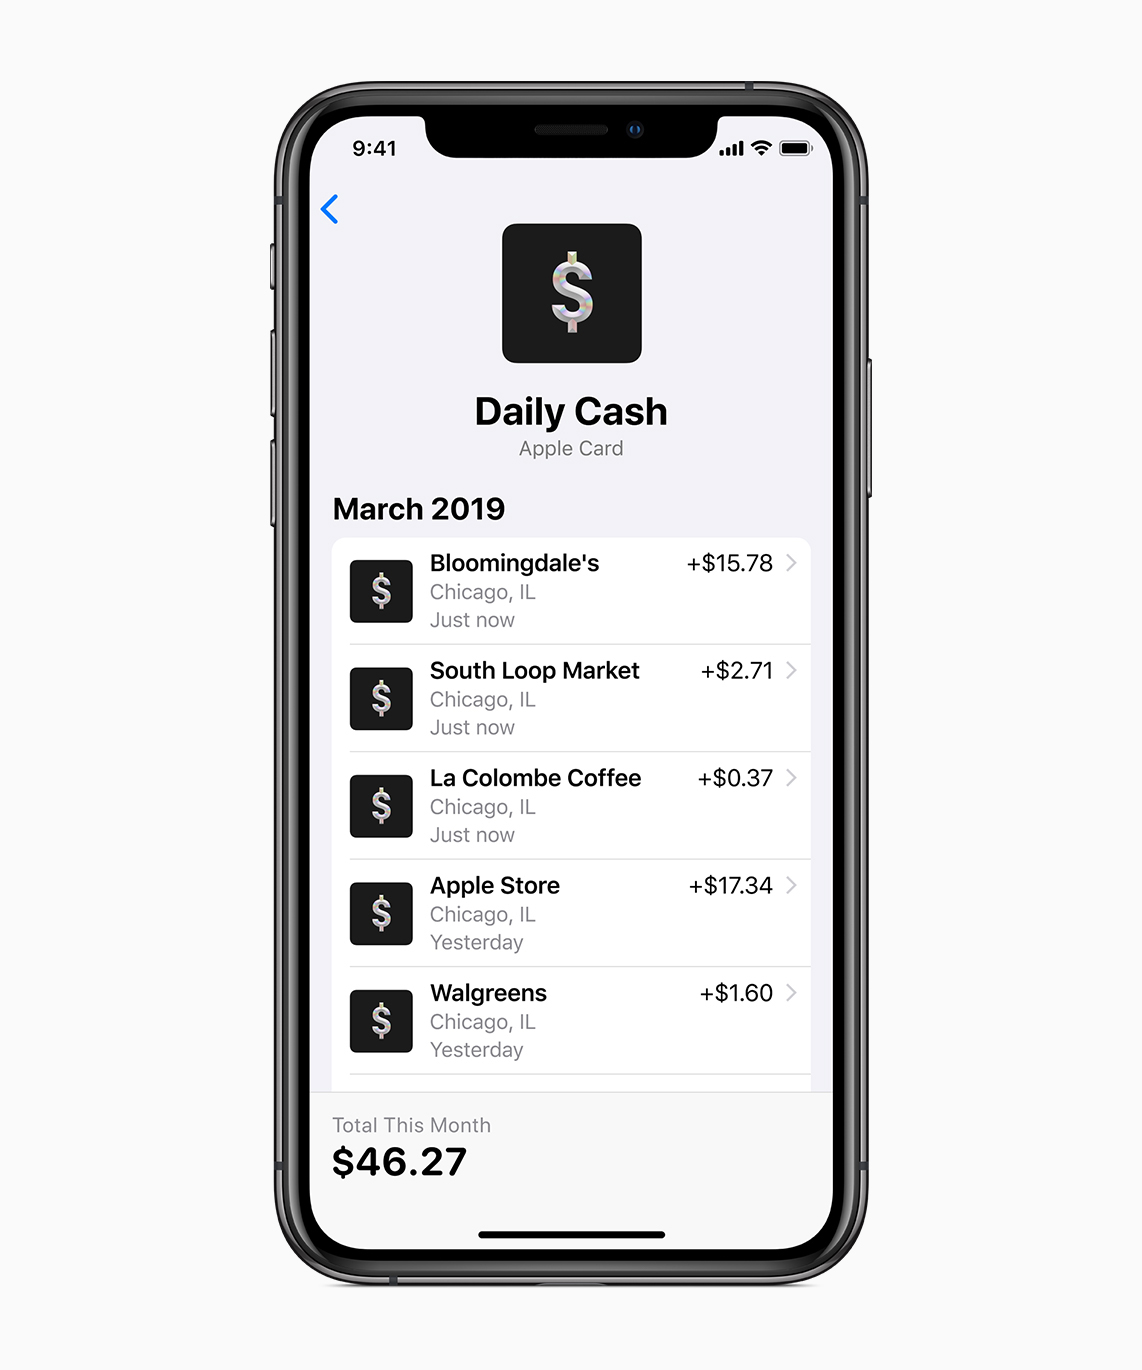 9:41
$
Daily Cash
Apple Card
March 2019
$
Bloomingdale's +$15.78
Chicago, IL
Just now
$
South Loop Market +$2.71
Chicago, IL
Just now
$
La Colombe Coffee +$0.37
Chicago, IL
Just now
$
Apple Store +$17.34
Chicago, IL
Yesterday
$
Walgreens +$1.60
Chicago, IL
Yesterday
Total This Month
$46.27